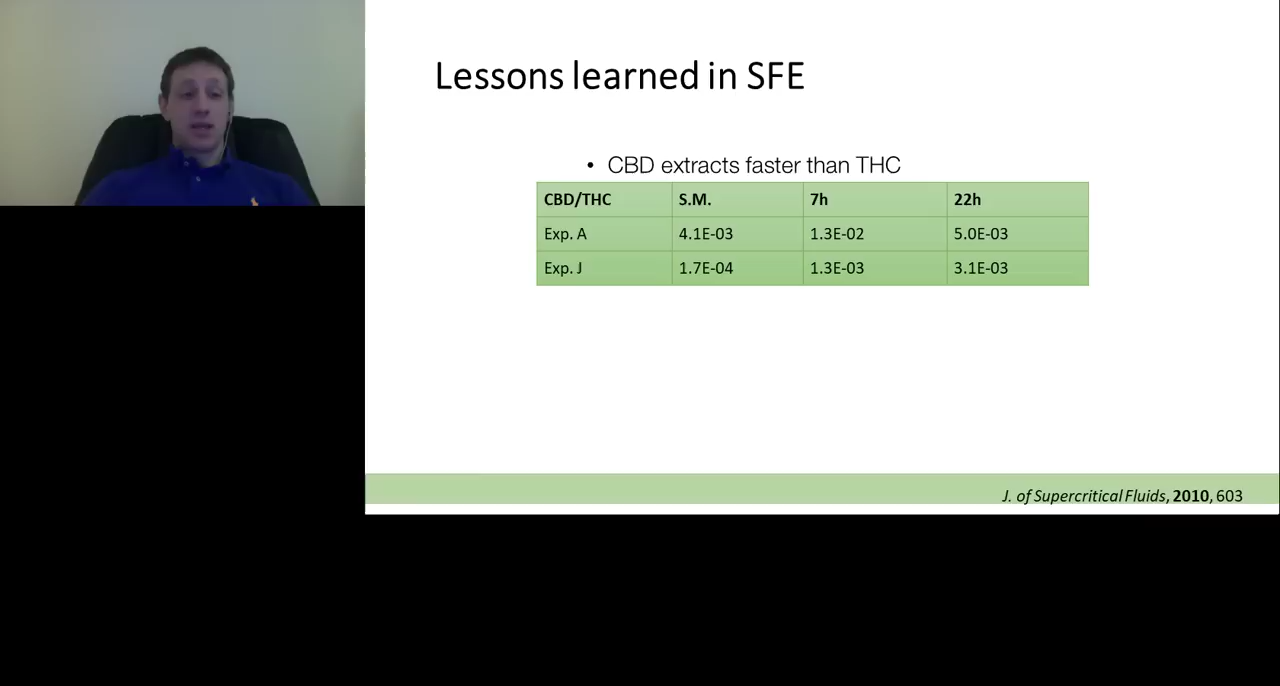 Lessons learned in SFE
• CBD extracts faster than THC
CBD/THC S.M. 7h 22h
Exp. A 4.1E-03 1.3E-02 5.0E-03
Exp. J 1.7E-04 1.3E-03 3.1E-03
J. of Supercritical Fluids, 2010, 603